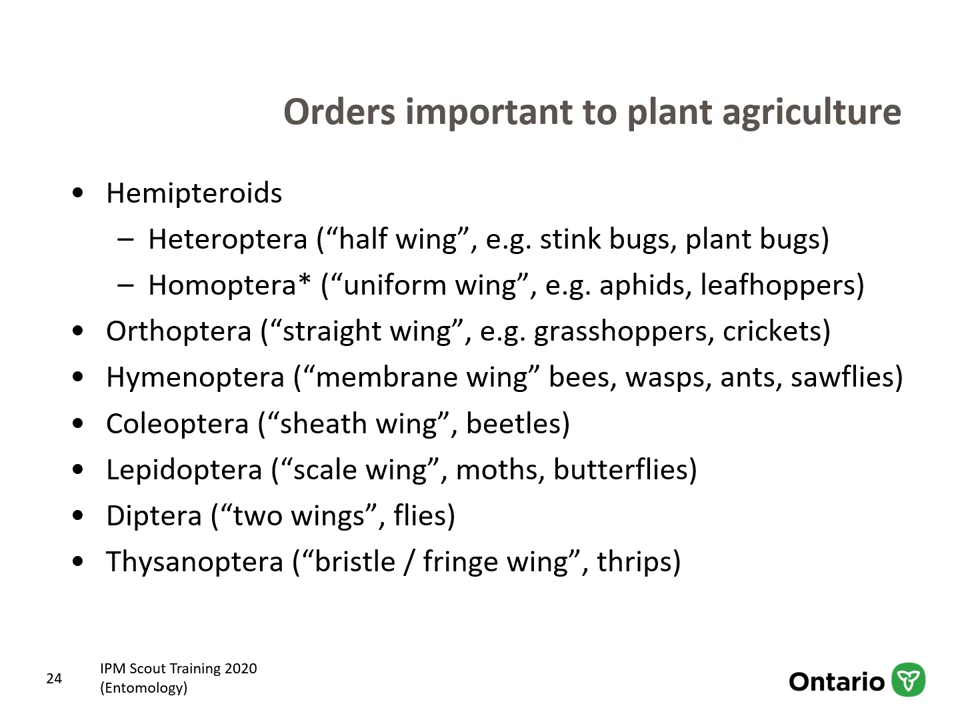 Orders important to plant agriculture
• Hemipteroids
– Heteroptera (“half wing”, e.g. stink bugs, plant bugs)
– Homoptera* (“uniform wing”, e.g. aphids, leafhoppers)
• Orthoptera (“straight wing”, e.g. grasshoppers, crickets)
• Hymenoptera (“membrane wing” bees, wasps, ants, sawflies)
• Coleoptera (“sheath wing”, beetles)
• Lepidoptera (“scale wing”, moths, butterflies)
• Diptera (“two wings”, flies)
• Thysanoptera (“bristle / fringe wing”, thrips)
24
IPM Scout Training 2020
(Entomology)
Ontario